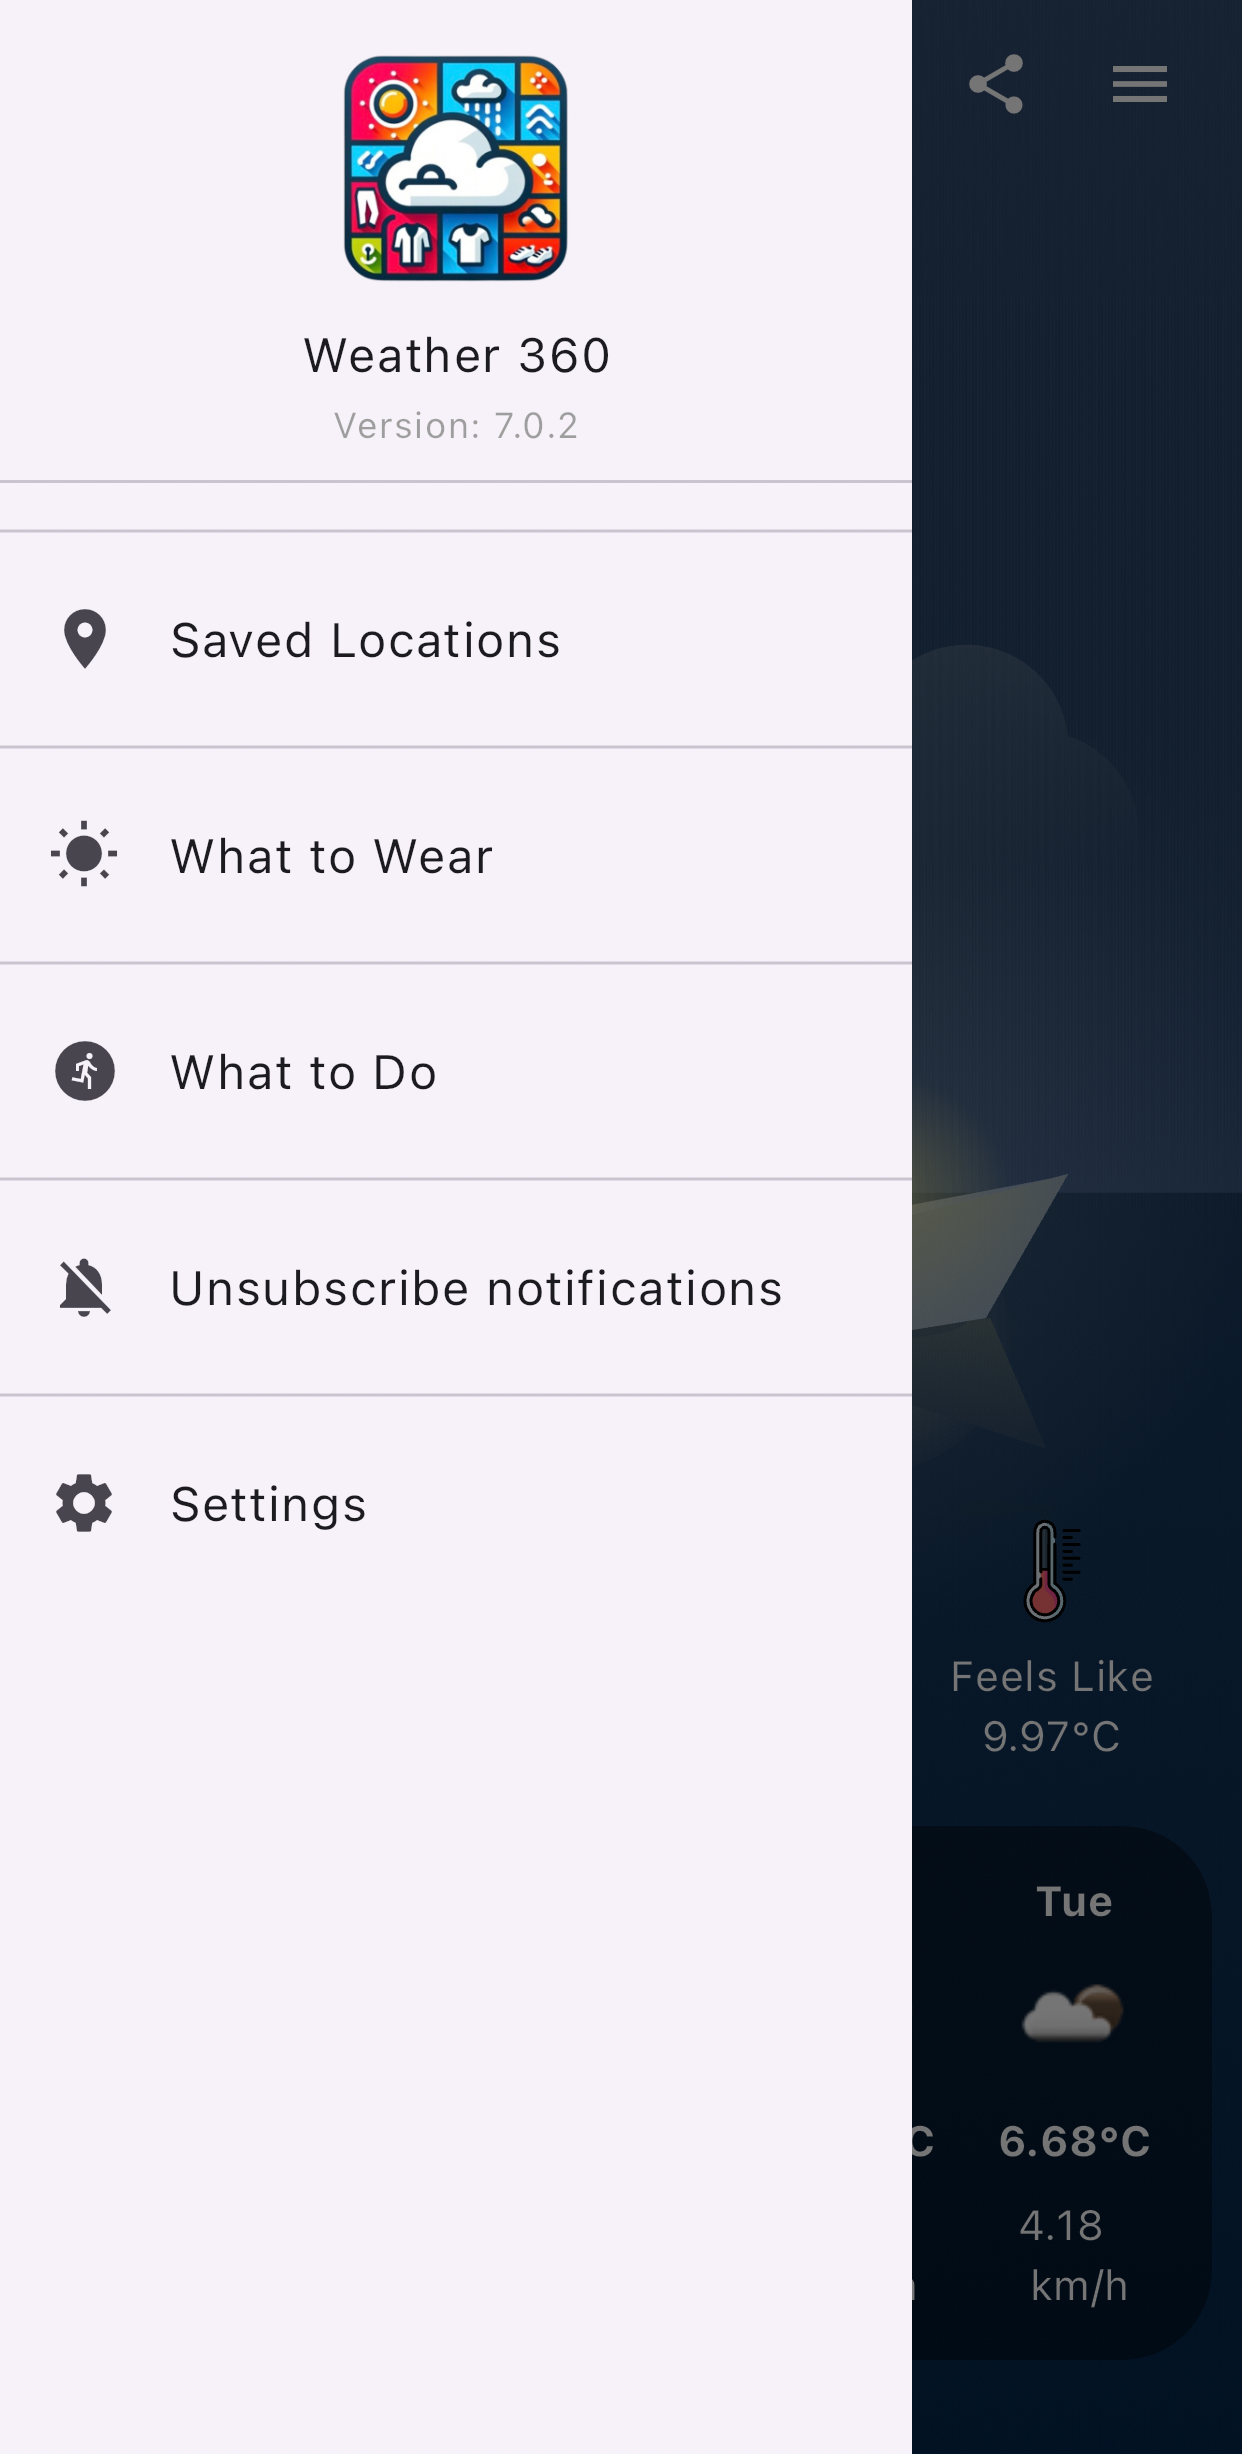 Weather 360
Version: 7.0.2
Saved Locations
What to Wear
What to Do
Unsubscribe notifications
Settings
Feels Like
9.97°C
Tue
C
6.68°C
4.18
km/h